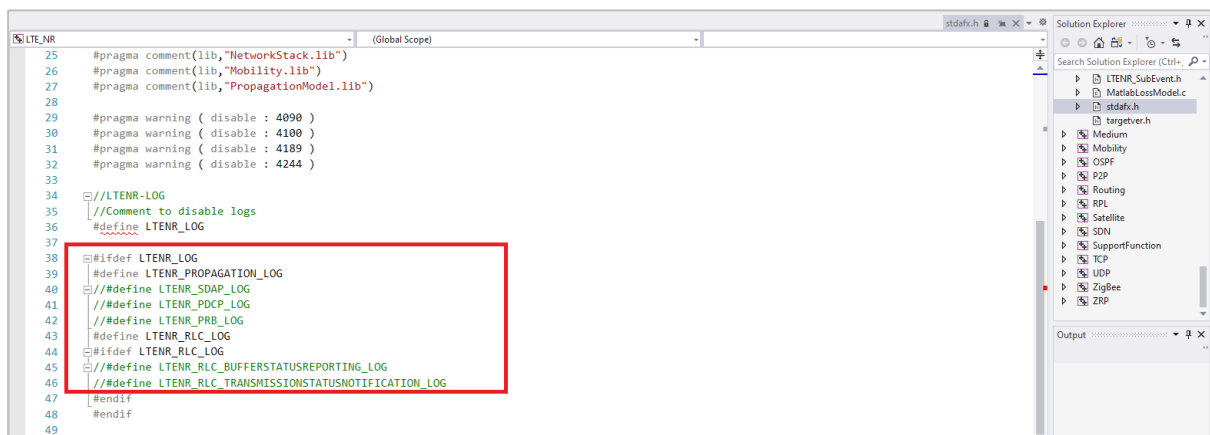 stdafx.h
Solution Explorer
LTE_NR
(Global Scope)
Search Solution Explorer (Ctrl+;
25 #pragma comment(lib,"NetworkStack.lib")
26 #pragma comment(lib,"Mobility.lib")
27 #pragma comment(lib,"PropagationModel.lib")
28
29 #pragma warning ( disable : 4090 )
30 #pragma warning ( disable : 4100 )
31 #pragma warning ( disable : 4189 )
32 #pragma warning ( disable : 4244 )
33
34 //LTENR-LOG
35 //Comment to disable logs
36 #define LTENR_LOG
37
38 #ifdef LTENR_LOG
39 #define LTENR_PROPAGATION_LOG
40 //#define LTENR_SDAP_LOG
41 //#define LTENR_PDCP_LOG
42 //#define LTENR_PRB_LOG
43 #define LTENR_RLC_LOG
44 #ifdef LTENR_RLC_LOG
45 //#define LTENR_RLC_BUFFERSTATUSREPORTING_LOG
46 //#define LTENR_RLC_TRANSMISSIONSTATUSNOTIFICATION_LOG
47 #endif
48 #endif
49
LTENR_SubEvent.h
MatlabLossModel.c
stdafx.h
targetver.h
Medium
Mobility
OSPF
P2P
Routing
RPL
Satellite
SDN
SupportFunction
TCP
UDP
ZigBee
ZRP
Output